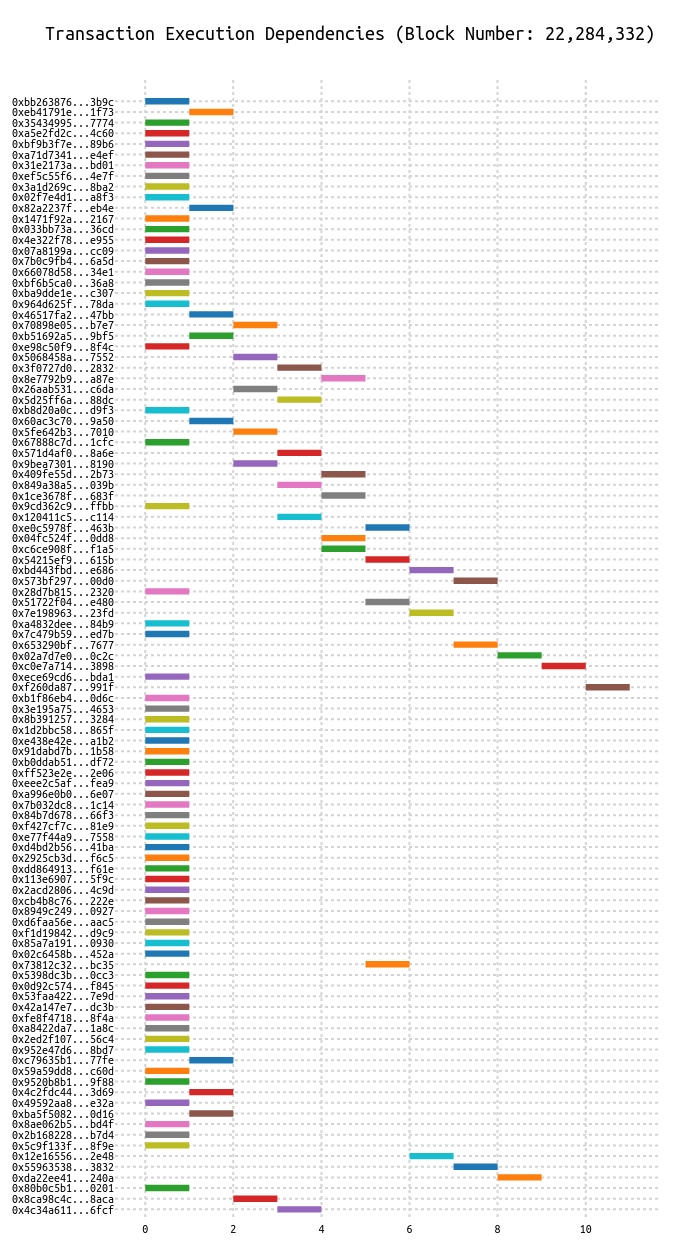 Transaction Execution Dependencies (Block Number: 22,284,332)
0xbb263876...3b9c
0xeb41791e...1f73
0x35434995...7774
0xa5e2fd2c...4c60
0xbf9b3f7e...89b6
0xa71d7341...e4ef
0x31e2173a...bd01
0xef5c55f6...4e7f
0x3a1d269c...8ba2
0x02f7e4d1...a8f3
0x82a2237f...eb4e
0x1471f92a...2167
0x033bb73a...36cd
0x4e322f78...e955
0x07a8199a...cc09
0x7b0c9fb4...6a5d
0x66078d58...34e1
0xbf6b5ca0...36a8
0xba9dde1e...c307
0x964d625f...78da
0x46517fa2...47bb
0x70898e05...b7e7
0xb51692a5...9bf5
0xe98c50f9...8f4c
0x5068458a...7552
0x3f0727d0...2832
0x8e7792b9...a87e
0x26aab531...c6da
0x5d25ff6a...88dc
0xb8d20a0c...d9f3
0x60ac3c70...9a50
0x5fe642b3...7010
0x67888c7d...1cfc
0x571d4af0...8a6e
0x9bea7301...8190
0x409fe55d...2b73
0x849a38a5...039b
0x1ce3678f...683f
0x9cd362c9...ffbb
0x120411c5...c114
0xe0c5978f...463b
0x04fc524f...0dd8
0xc6ce908f...f1a5
0x54215ef9...615b
0xbd443fbd...e686
0x573bf297...00d0
0x28d7b815...2320
0x51722f04...e480
0x7e198963...23fd
0xa4832dee...84b9
0x7c479b59...ed7b
0x653290bf...7677
0x02a7d7e0...0c2c
0xc0e7a714...3898
0xece69cd6...bda1
0xf260da87...991f
0xb1f86eb4...0d6c
0x3e195a75...4653
0x8b391257...3284
0x1d2bbc58...865f
0xe438e42e...a1b2
0x91dabd7b...1b58
0xb0ddab51...df72
0xff523e2e...2e06
0xeee2c5af...fea9
0xa996e0b0...6e07
0x7b032dc8...1c14
0x84b7d678...66f3
0xf427cf7c...81e9
0xe77f44a9...7558
0xd4bd2b56...41ba
0x2925cb3d...f6c5
0xdd864913...f61e
0x113e6907...5f9c
0x2acd2806...4c9d
0xcb4b8c76...222e
0x8949c249...0927
0xd6faa56e...aac5
0xf1d19842...d9c9
0x85a7a191...0930
0x02c6458b...452a
0x73812c32...bc35
0x5398dc3b...0cc3
0x0d92c574...f845
0x53faa422...7e9d
0x42a147e7...dc3b
0xfe8f4718...8f4a
0xa8422da7...1a8c
0x2ed2f107...56c4
0x952e47d6...8bd7
0xc79635b1...77fe
0x59a59dd8...c60d
0x9520b8b1...9f88
0x4c2fdc44...3d69
0x49592aa8...e32a
0xba5f5082...0d16
0x8ae062b5...bd4f
0x2b168228...b7d4
0x5c9f133f...8f9e
0x12e16556...2e48
0x55963538...3832
0xda22ee41...240a
0x80b0c5b1...0201
0x8ca98c4c...8aca
0x4c34a611...6fcf
0 2 4 6 8 10